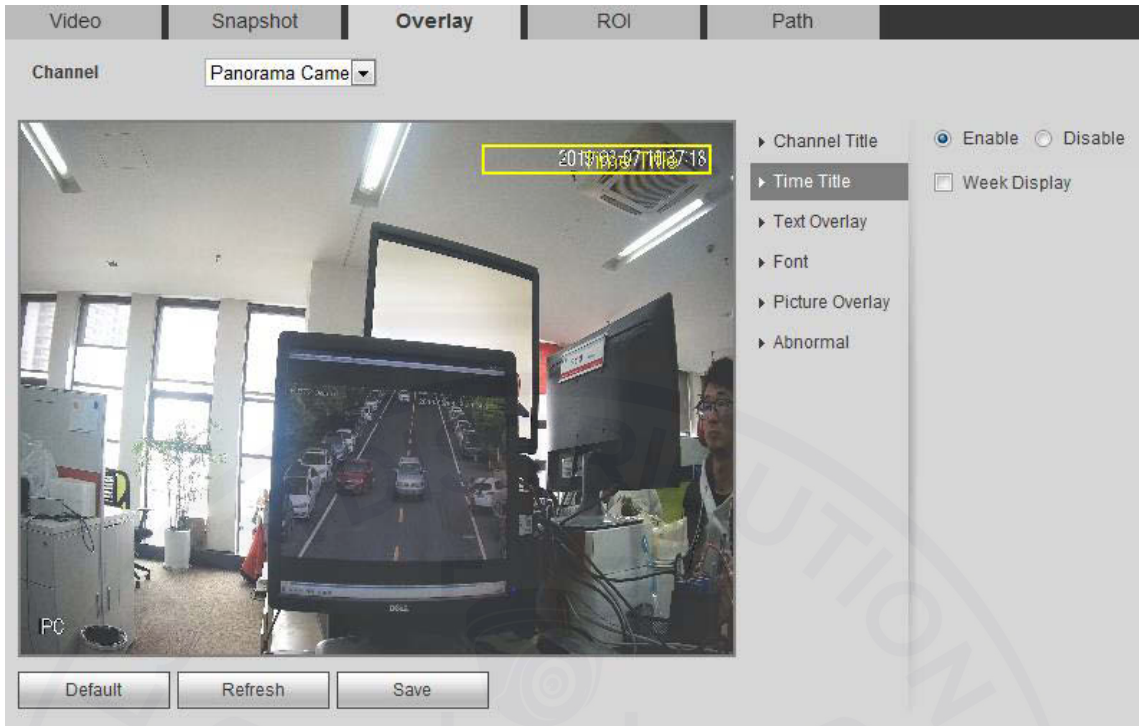 Video Snapshot Overlay ROI Path
Channel Panorama Came
Channel Title
Time Title
Text Overlay
Font
Picture Overlay
Abnormal
Enable Disable
Week Display
PC
DELL
Default Refresh Save